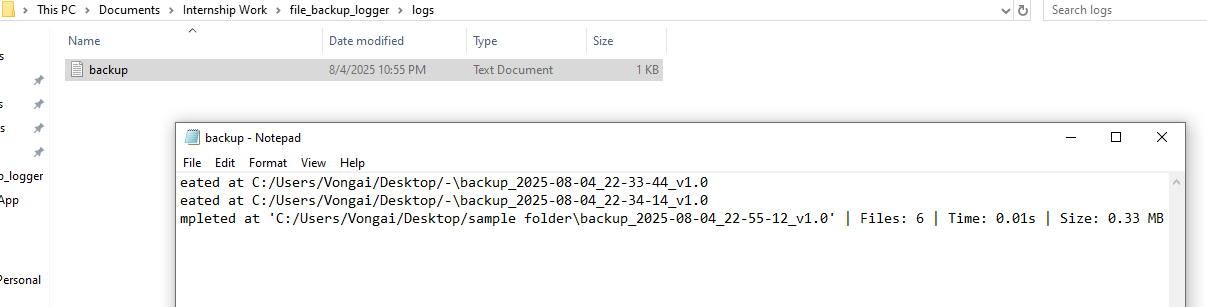 This PC > Documents > Internship Work > file_backup_logger > logs
Search logs
Name Date modified Type Size
backup 8/4/2025 10:55 PM Text Document 1 KB
backup - Notepad
File Edit Format View Help
eated at C:/Users/Vongai/Desktop/-\backup_2025-08-04_22-33-44_v1.0
eated at C:/Users/Vongai/Desktop/-\backup_2025-08-04_22-34-14_v1.0
mpleted at 'C:/Users/Vongai/Desktop/sample folder\backup_2025-08-04_22-55-12_v1.0' | Files: 6 | Time: 0.01s | Size: 0.33 MB
s
s
s
p_logger
App
Personal